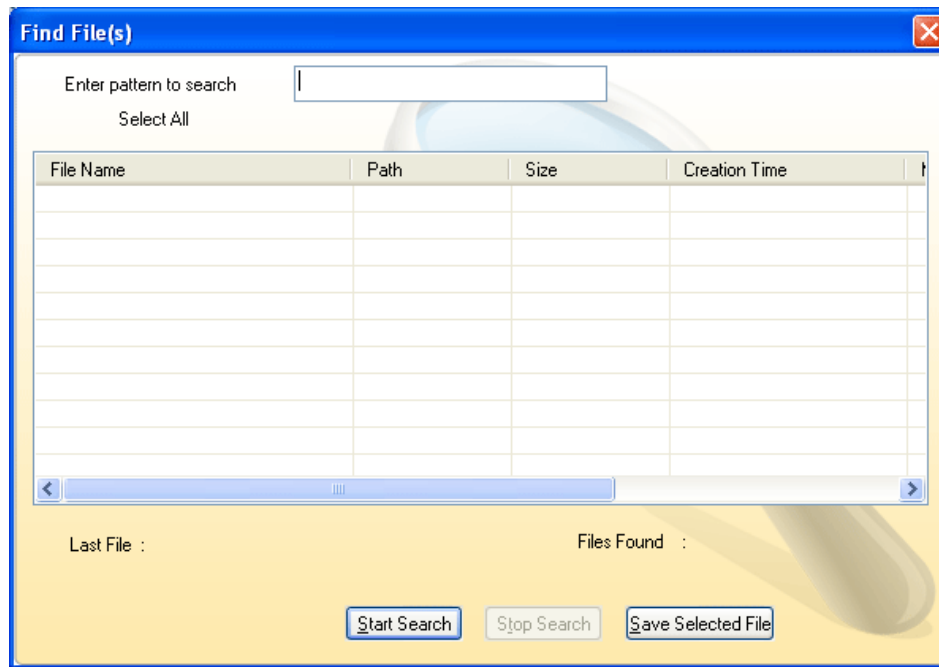 Find File(s)
Enter pattern to search
Select All
File Name Path Size Creation Time
Last File : Files Found :
Start Search Stop Search Save Selected File